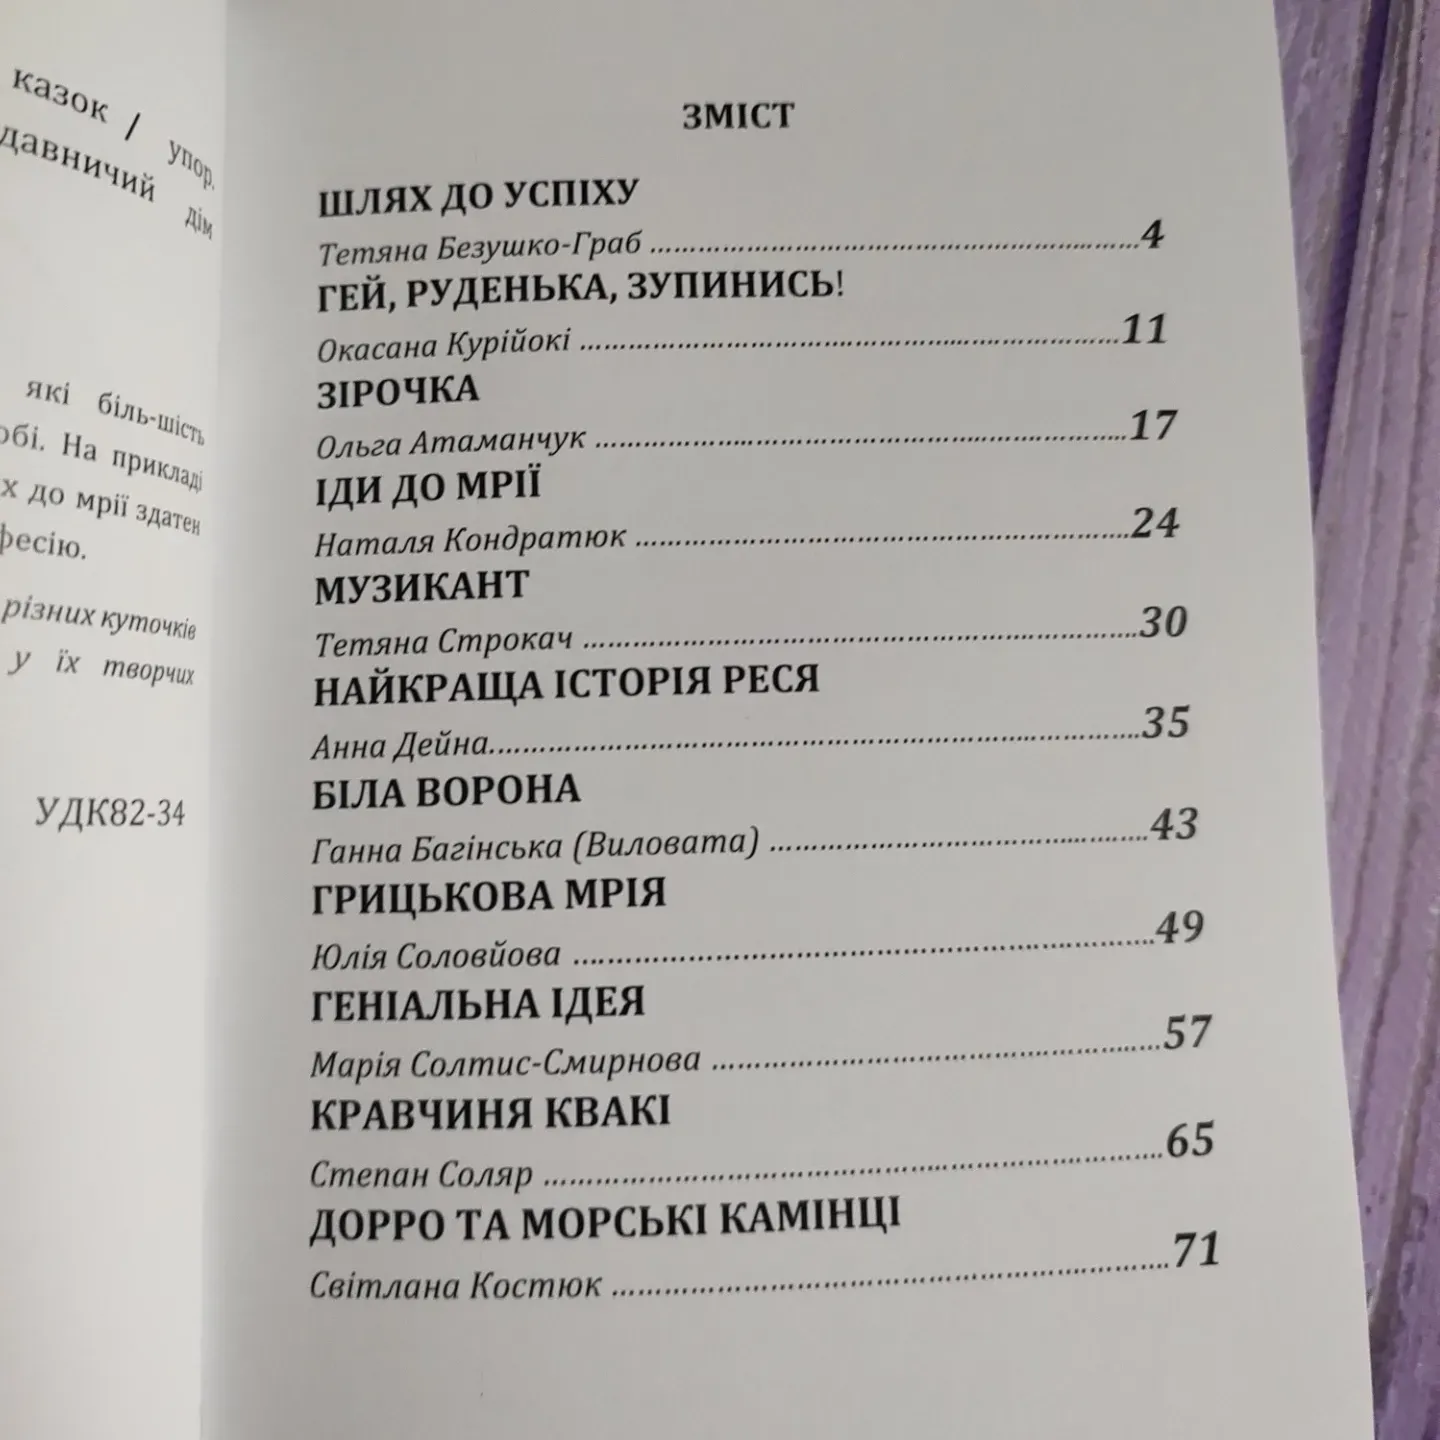 казок / упор.
давничий дім
які біль-шість
обі. На прикладі
х до мрії здатен
фесію.
різних куточків
у їх творчих
УДК82-34
ЗМІСТ
ШЛЯХ ДО УСПІХУ
Тетяна Безушко-Граб ........................................................4
ГЕЙ, РУДЕНЬКА, ЗУПИНИСЬ!
Окасана Курійокі ..............................................................11
ЗІРОЧКА
Ольга Атаманчук ............................................................17
ІДИ ДО МРІЇ
Наталя Кондратюк ........................................................24
МУЗИКАНТ
Тетяна Строкач ..............................................................30
НАЙКРАЩА ІСТОРІЯ РЕСЯ
Анна Дейна.........................................................................35
БІЛА ВОРОНА
Ганна Багінська (Виловата) ...........................................43
ГРИЦЬКОВА МРІЯ
Юлія Соловйова ................................................................49
ГЕНІАЛЬНА ІДЕЯ
Марія Солтис-Смирнова ..................................................57
КРАВЧИНЯ КВАКІ
Степан Соляр ....................................................................65
ДОРРО ТА МОРСЬКІ КАМІНЦІ
Світлана Костюк ..............................................................71